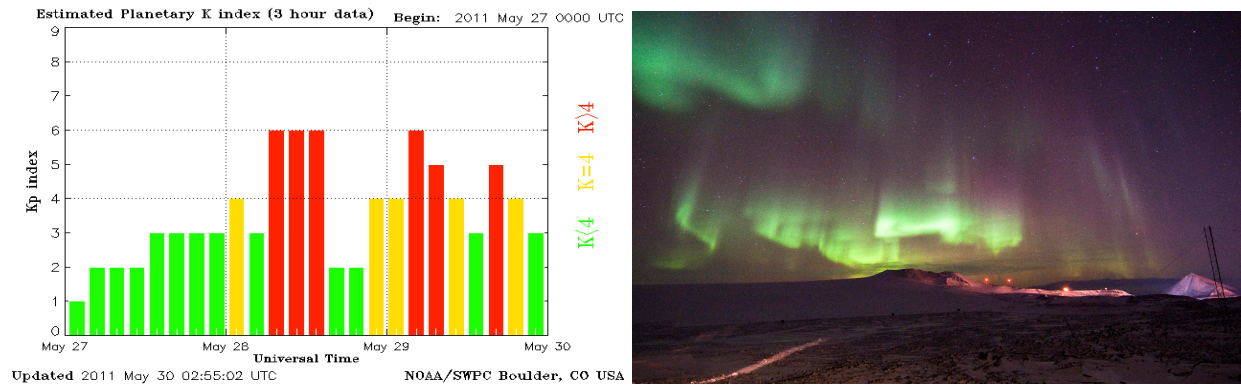 Estimated Planetary K index (3 hour data) Begin: 2011 May 27 0000 UTC
9
8
7
6
5
4
3
2
1
0
Kp index
K<4 K=4 K>4
May 27 May 28 May 29 May 30
Universal Time
Updated 2011 May 30 02:55:02 UTC NOAA/SWPC Boulder, CO USA